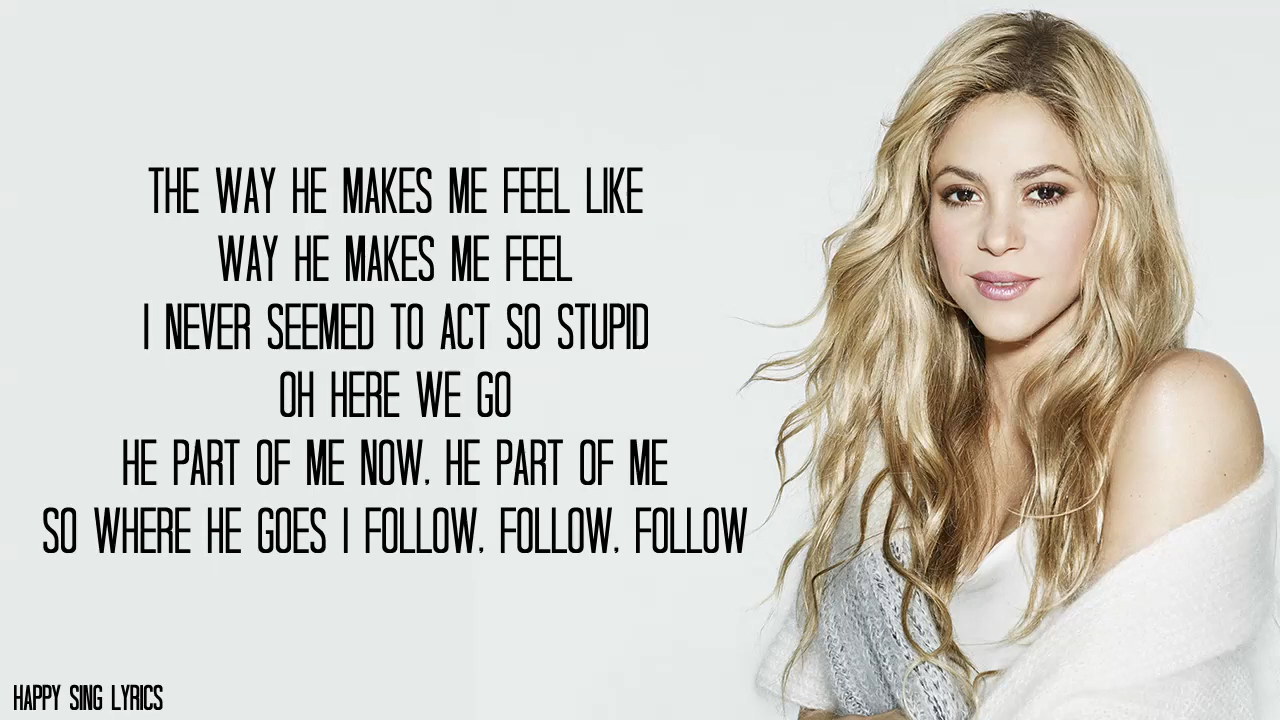 THE WAY HE MAKES ME FEEL LIKE
WAY HE MAKES ME FEEL
I NEVER SEEMED TO ACT SO STUPID
OH HERE WE GO
HE PART OF ME NOW, HE PART OF ME
SO WHERE HE GOES I FOLLOW, FOLLOW, FOLLOW
HAPPY SING LYRICS